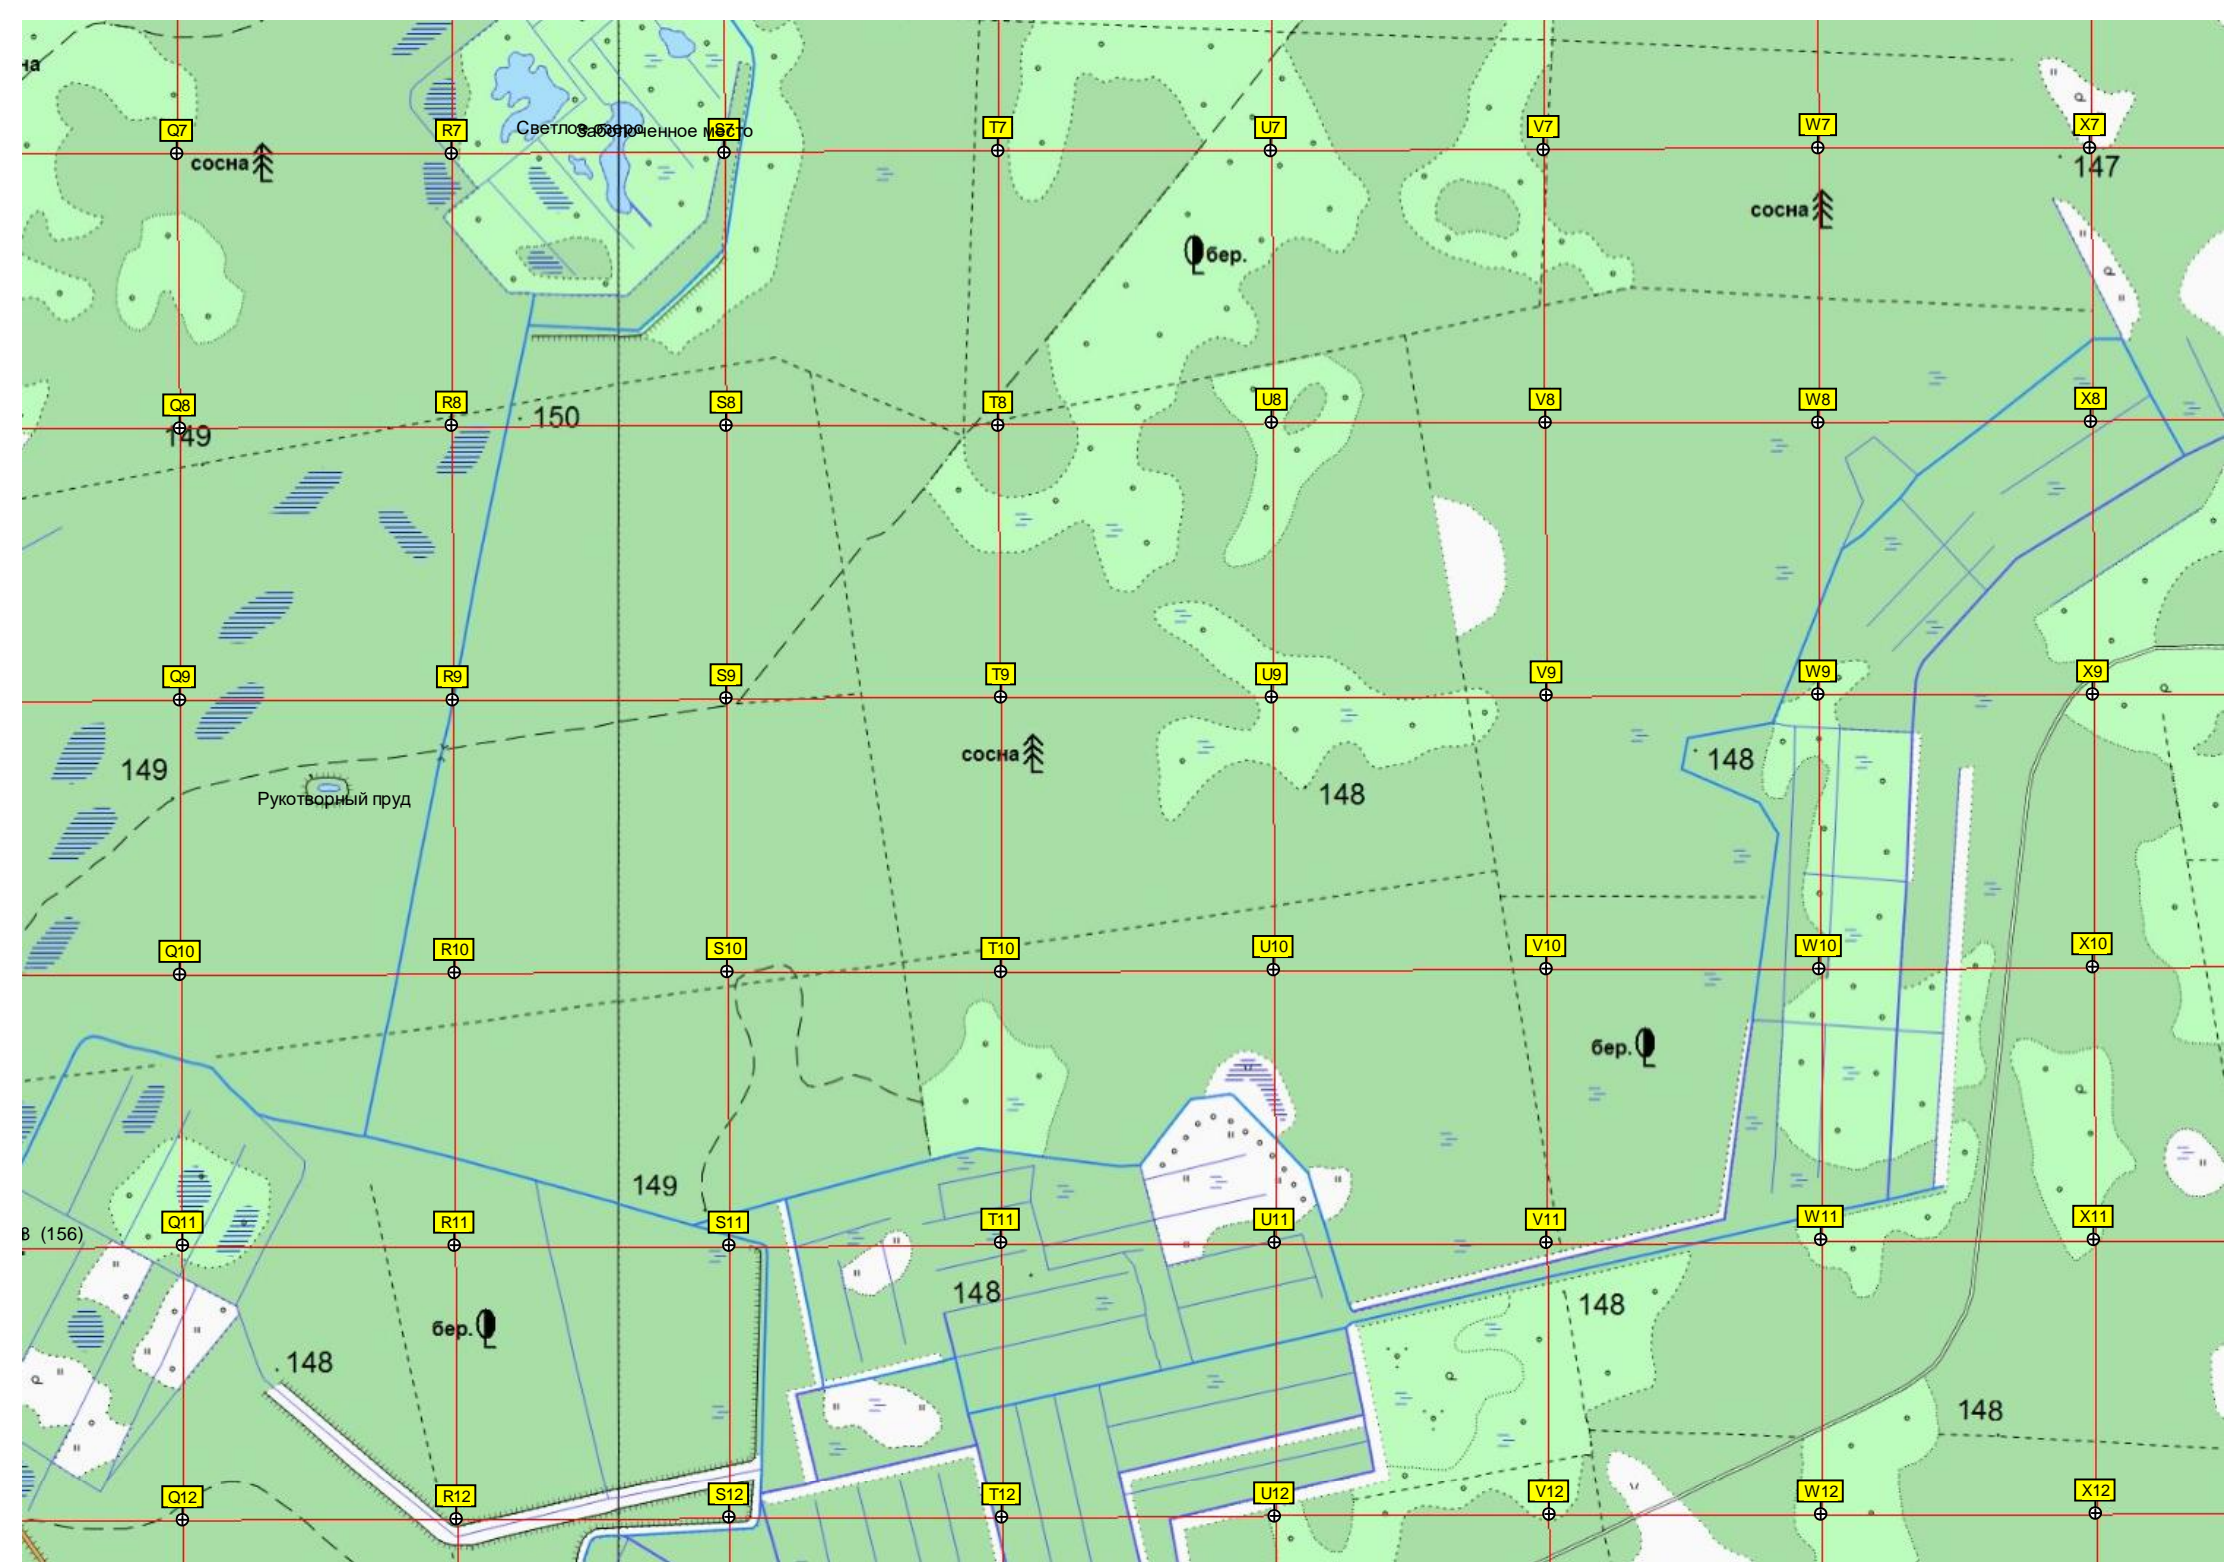 на
Q7
R7
Светлое озеро
Заболоченное место
S7
T7
U7
V7
W7
X7
сосна
147
сосна
бер.
Q8
R8
S8
T8
U8
V8
W8
X8
149
150
Q9
R9
S9
T9
U9
V9
W9
X9
149
Рукотворный пруд
сосна
148
148
Q10
R10
S10
T10
U10
V10
W10
X10
бер.
149
8 (156)
Q11
R11
S11
T11
U11
V11
W11
X11
148
148
бер.
148
148
Q12
R12
S12
T12
U12
V12
W12
X12